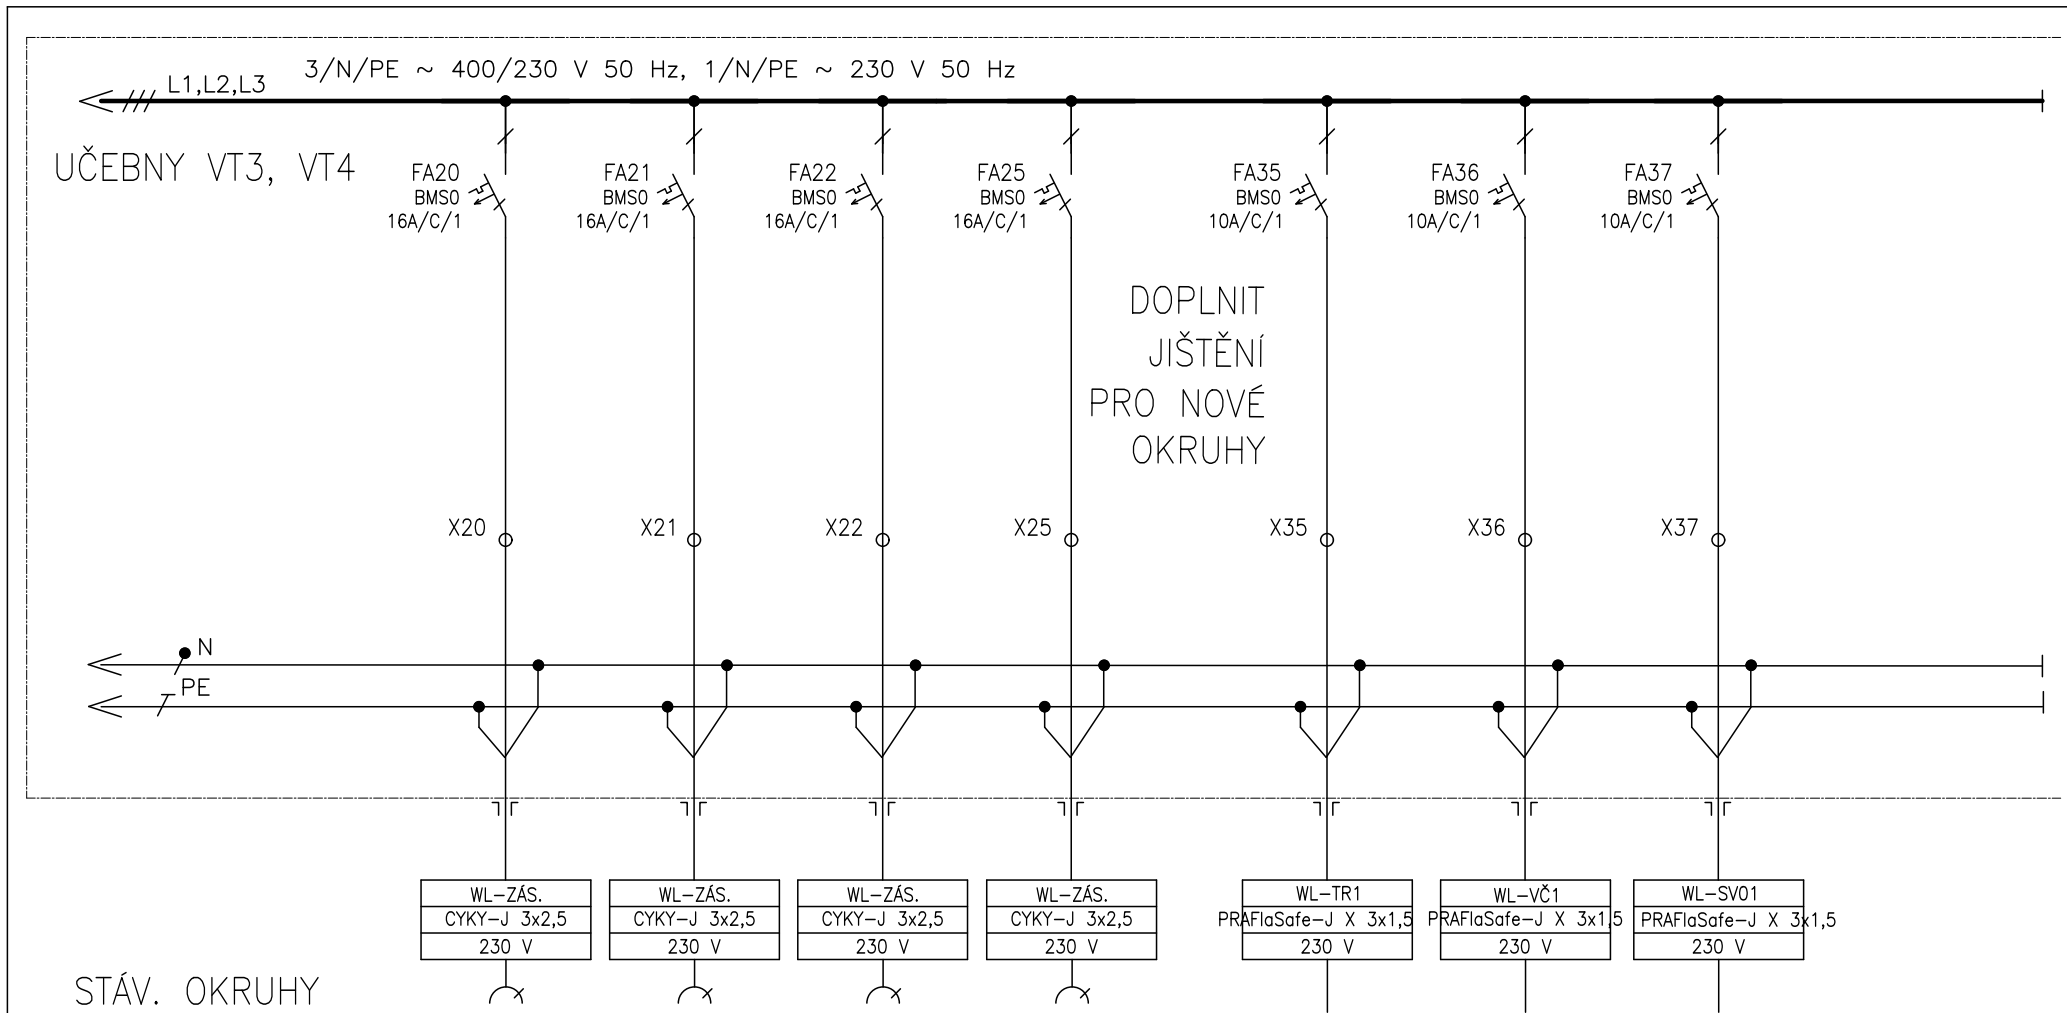 3/N/PE ~ 400/230 V 50 Hz, 1/N/PE ~ 230 V 50 Hz
L1,L2,L3
UČEBNY VT3, VT4
FA20
BMS0
16A/C/1
FA21
BMS0
16A/C/1
FA22
BMS0
16A/C/1
FA25
BMS0
16A/C/1
FA35
BMS0
10A/C/1
FA36
BMS0
10A/C/1
FA37
BMS0
10A/C/1
DOPLNIT
JIŠTĚNÍ
PRO NOVÉ
OKRUHY
X20
X21
X22
X25
X35
X36
X37
N
PE
WL-ZÁS.
CYKY-J 3x2,5
230 V
WL-ZÁS.
CYKY-J 3x2,5
230 V
WL-ZÁS.
CYKY-J 3x2,5
230 V
WL-ZÁS.
CYKY-J 3x2,5
230 V
WL-TR1
PRAFlaSafe-J X 3x1,5
230 V
WL-VČ1
PRAFlaSafe-J X 3x1,5
230 V
WL-SV01
PRAFlaSafe-J X 3x1,5
230 V
STÁV. OKRUHY